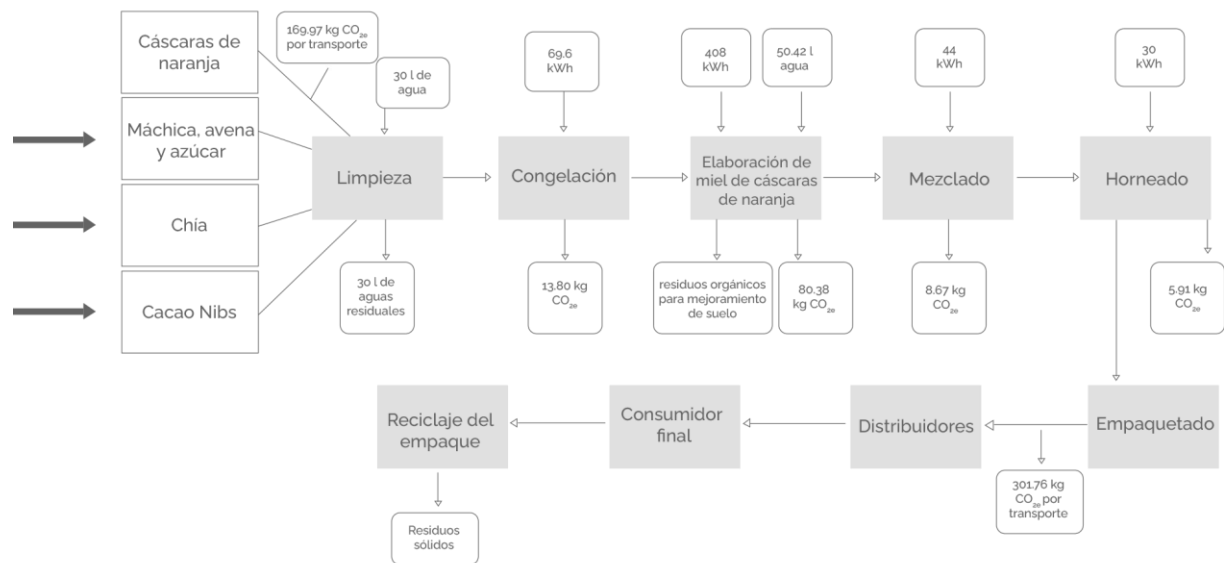 Cáscaras de
naranja
169.97 kg CO₂ₑ
por transporte
30 l de
agua
69.6
kWh
408
kWh
50.42 l
agua
44
kWh
30
kWh
Máchica, avena
y azúcar
Chía
Cacao Nibs
Limpieza
Congelación
Elaboración de
miel de cáscaras
de naranja
Mezclado
Horneado
30 l de
aguas
residuales
13.80 kg
CO₂ₑ
residuos orgánicos
para mejoramiento
de suelo
80.38
kg CO₂ₑ
8.67 kg
CO₂ₑ
5.91 kg
CO₂ₑ
Reciclaje del
empaque
Consumidor
final
Distribuidores
Empaquetado
301.76 kg
CO₂ₑ por
transporte
Residuos
sólidos